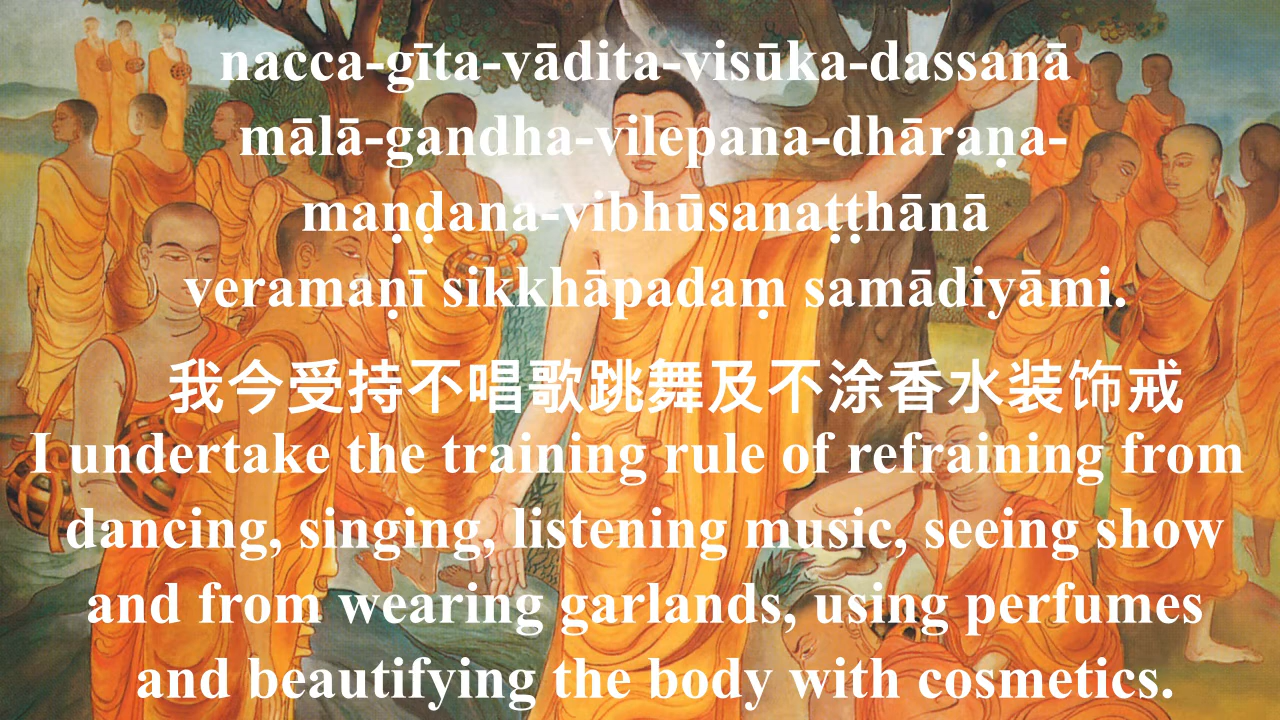 nacca-gīta-vādita-visūka-dassanā
mālā-gandha-vilepana-dhāraṇa-
maṇḍana-vibhūsanaṭṭhānā
veramaṇī sikkhāpadaṃ samādiyāmi.
我今受持不唱歌跳舞及不涂香水装饰戒
I undertake the training rule of refraining from
dancing, singing, listening music, seeing show
and from wearing garlands, using perfumes
and beautifying the body with cosmetics.